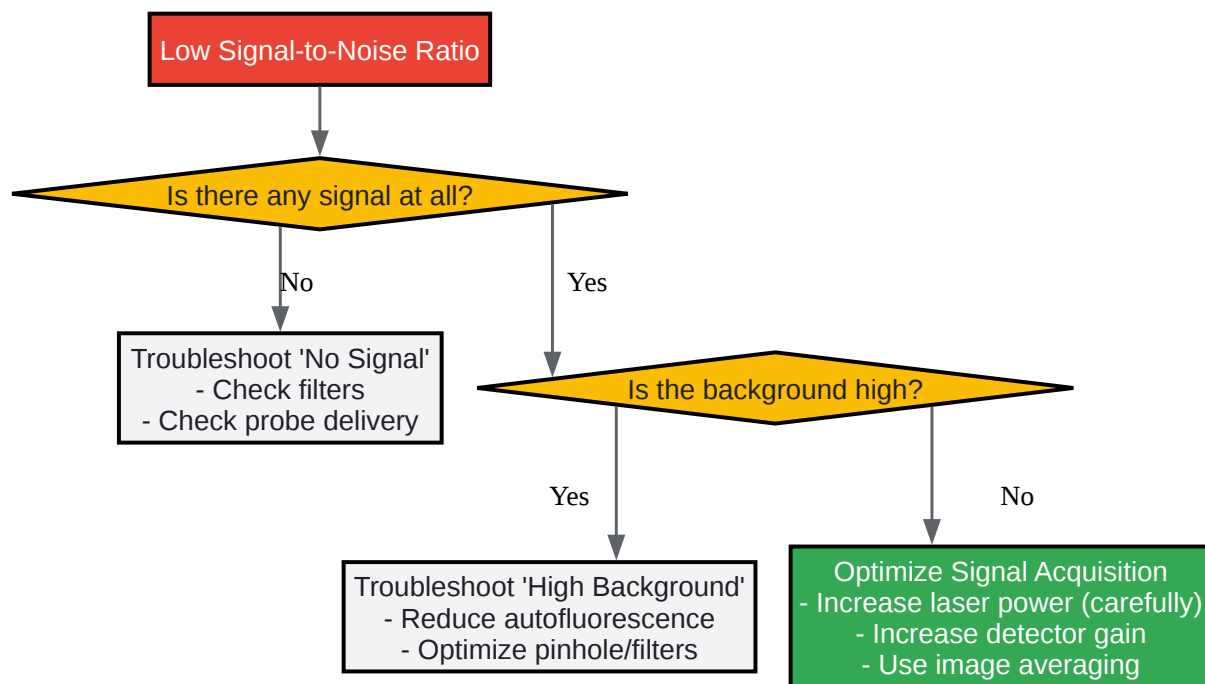 Low Signal-to-Noise Ratio
Is there any signal at all?
No
Yes
Troubleshoot 'No Signal'
- Check filters
- Check probe delivery
Is the background high?
Yes
No
Troubleshoot 'High Background'
- Reduce autofluorescence
- Optimize pinhole/filters
Optimize Signal Acquisition
- Increase laser power (carefully)
- Increase detector gain
- Use image averaging